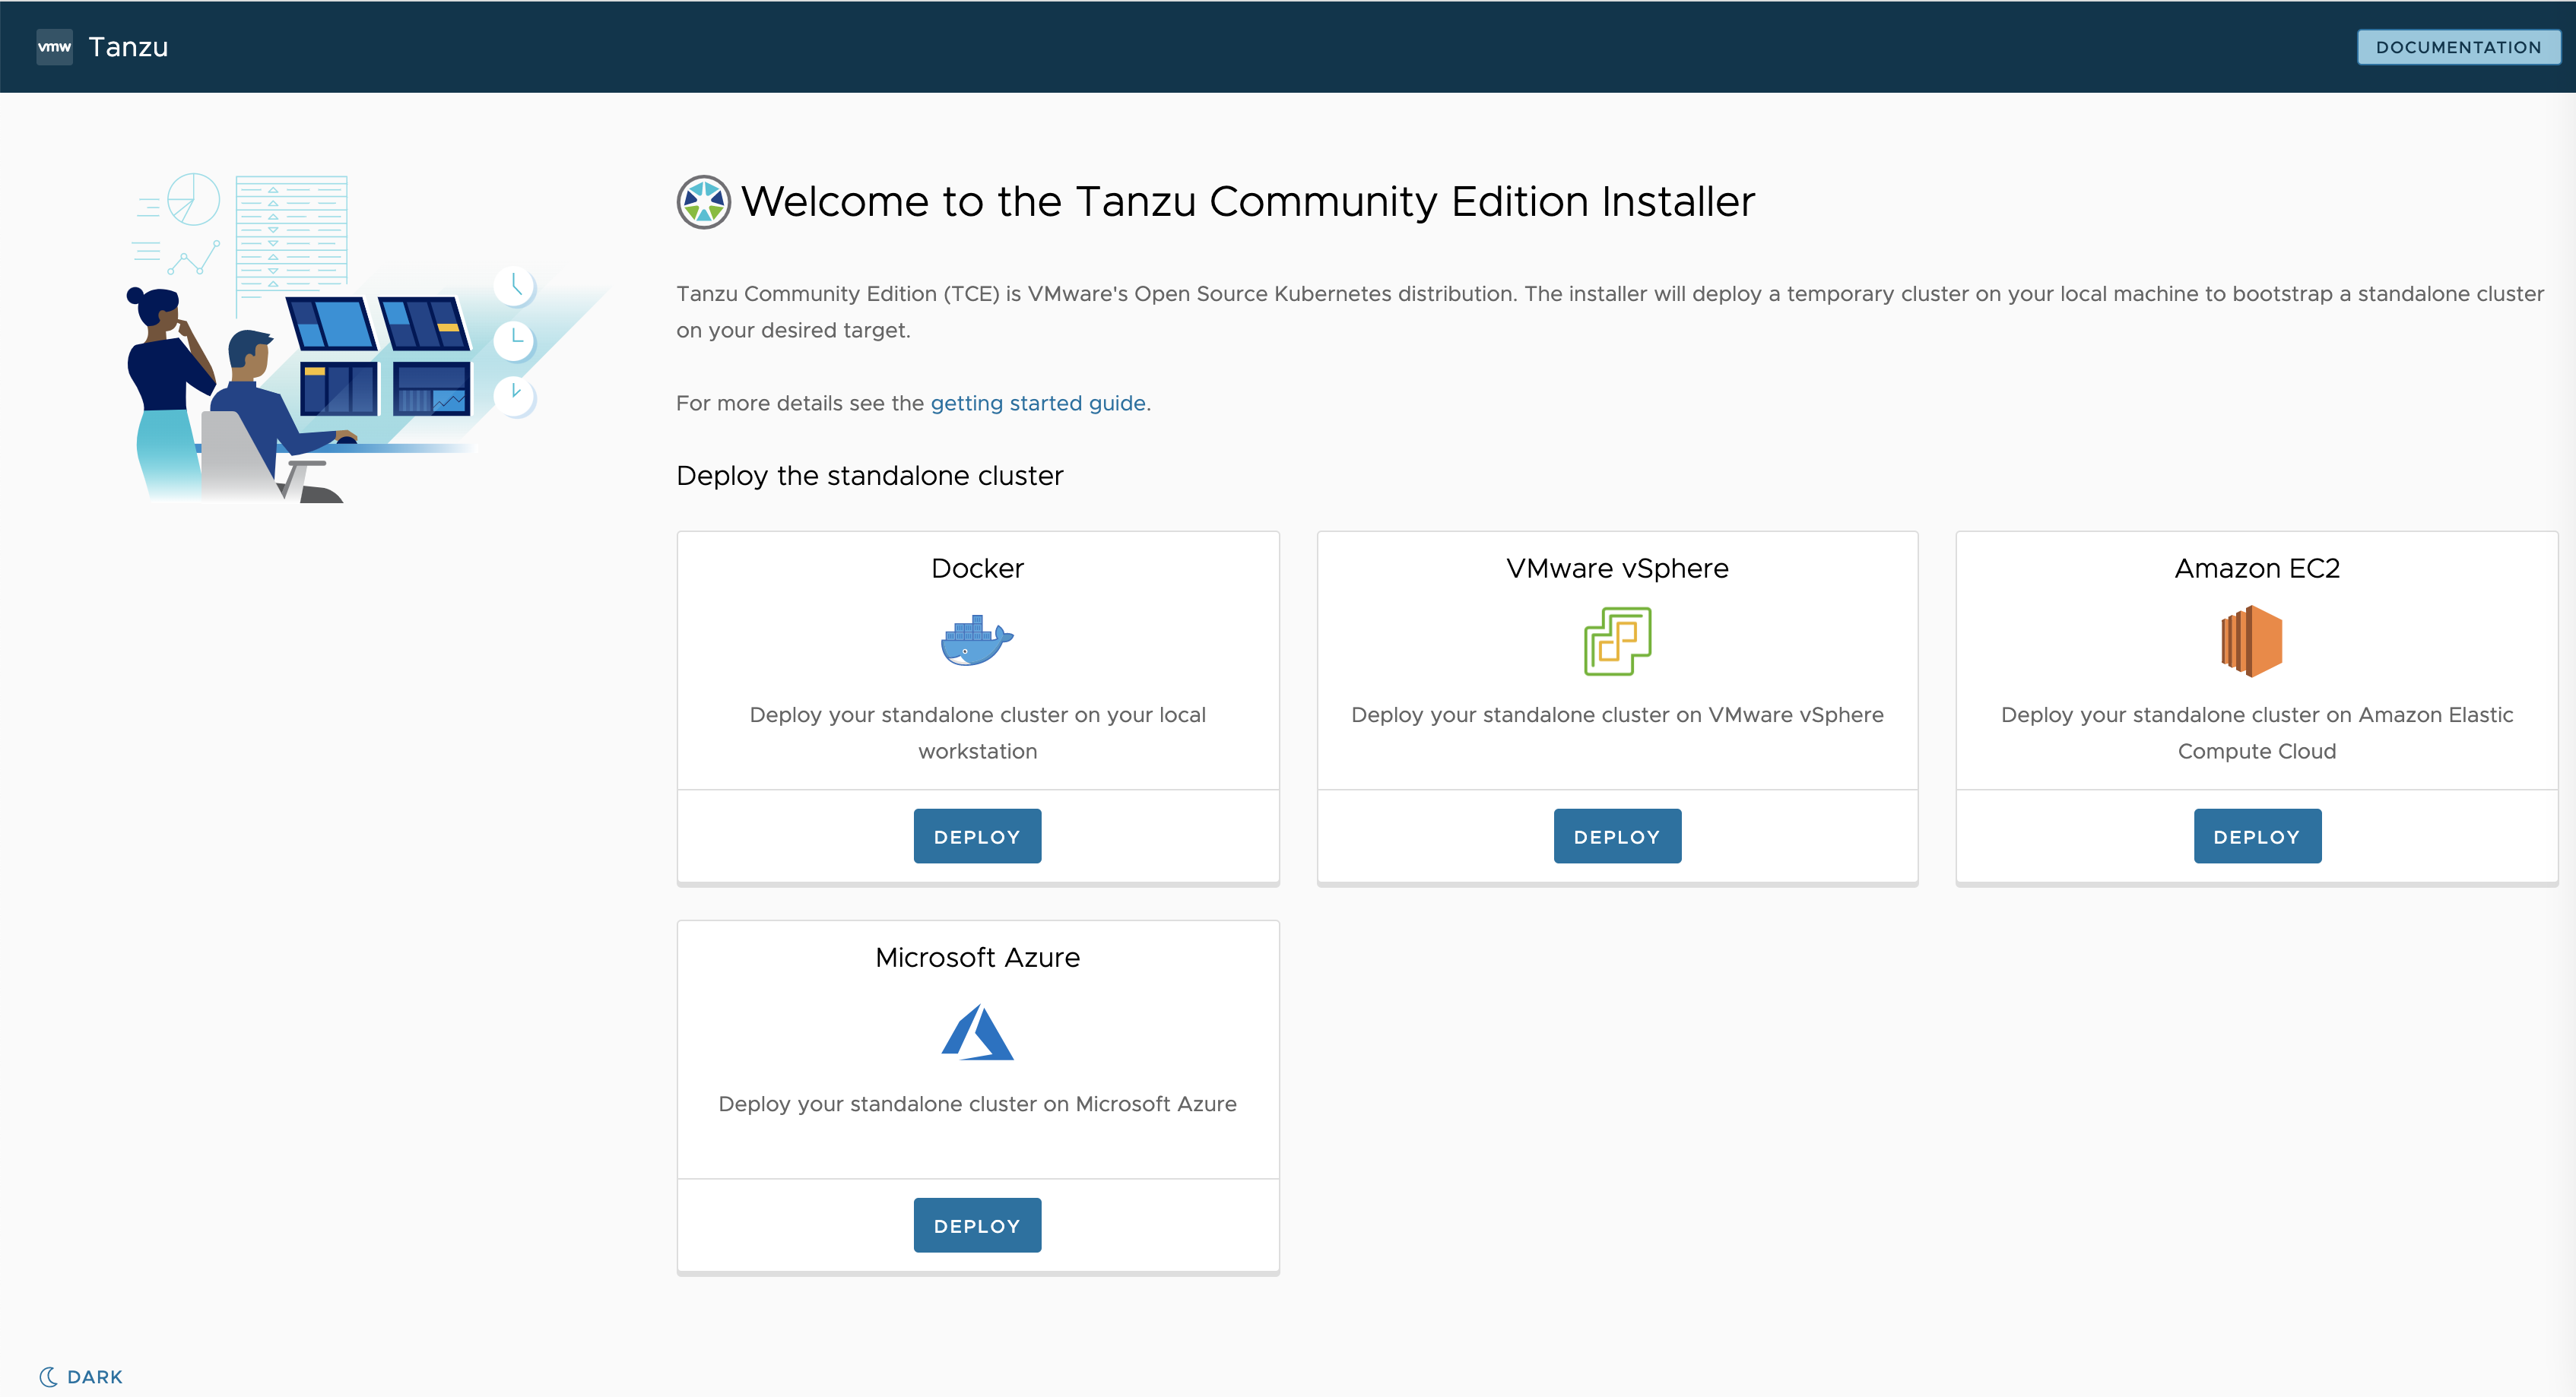 vmw Tanzu
DOCUMENTATION
Welcome to the Tanzu Community Edition Installer
Tanzu Community Edition (TCE) is VMware's Open Source Kubernetes distribution. The installer will deploy a temporary cluster on your local machine to bootstrap a standalone cluster
on your desired target.
For more details see the getting started guide.
Deploy the standalone cluster
Docker
Deploy your standalone cluster on your local
workstation
DEPLOY
VMware vSphere
Deploy your standalone cluster on VMware vSphere
DEPLOY
Amazon EC2
Deploy your standalone cluster on Amazon Elastic
Compute Cloud
DEPLOY
Microsoft Azure
Deploy your standalone cluster on Microsoft Azure
DEPLOY
DARK